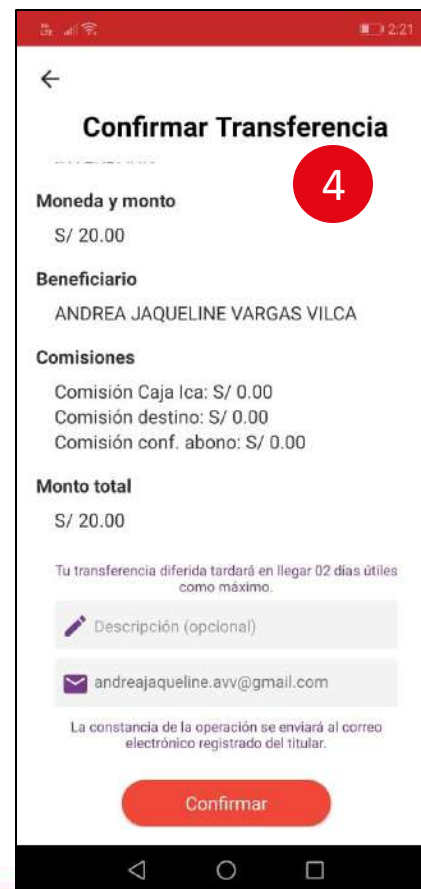 2:21
Confirmar Transferencia
4
Moneda y monto
S/ 20.00
Beneficiario
ANDREA JAQUELINE VARGAS VILCA
Comisiones
Comisión Caja Ica: S/ 0.00
Comisión destino: S/ 0.00
Comisión conf. abono: S/ 0.00
Monto total
S/ 20.00
Tu transferencia diferida tardará en llegar 02 días útiles
como máximo.
Descripción (opcional)
andreajaqueline.avv@gmail.com
La constancia de la operación se enviará al correo
electrónico registrado del titular.
Confirmar